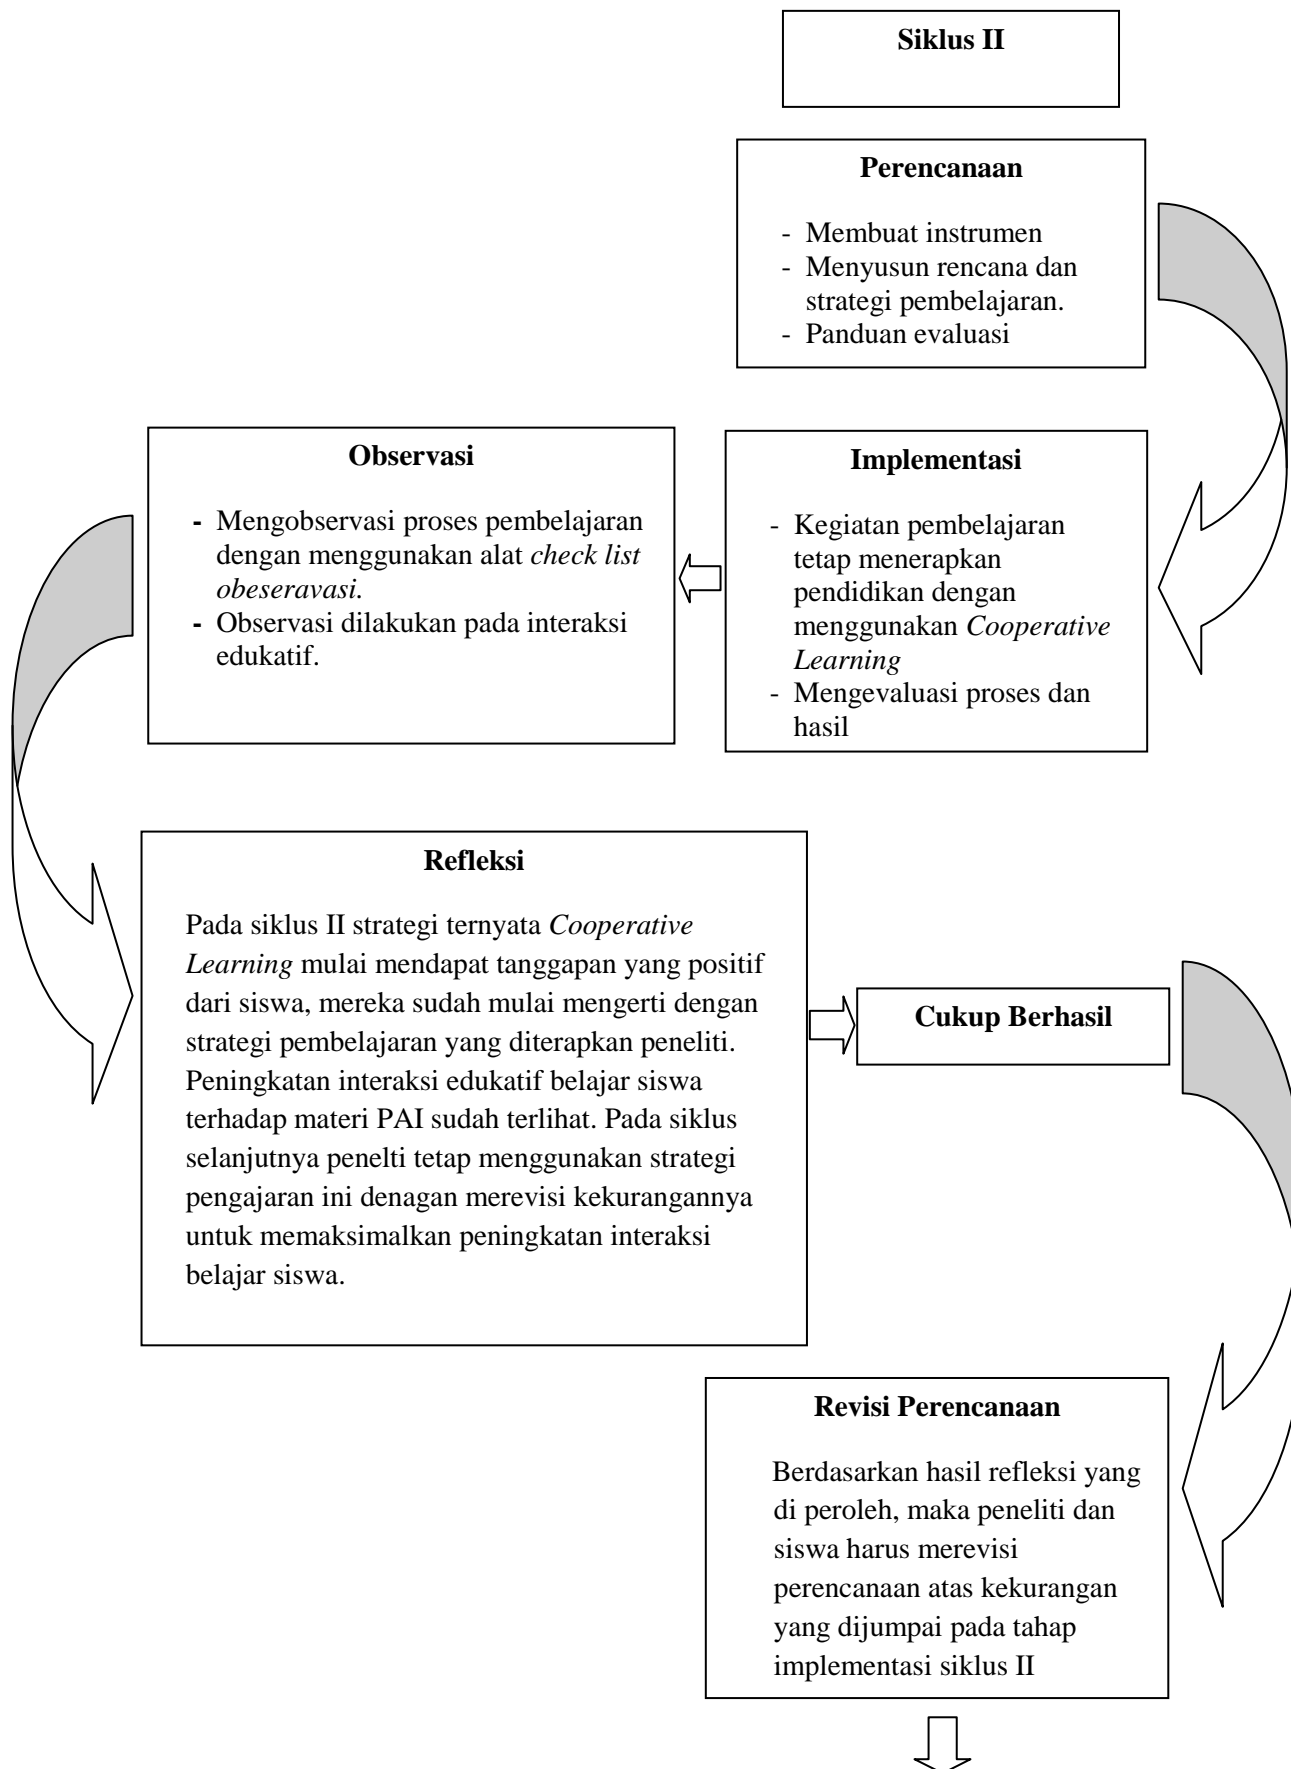 Siklus II
Perencanaan
- Membuat instrumen
- Menyusun rencana dan
strategi pembelajaran.
- Panduan evaluasi
Implementasi
- Kegiatan pembelajaran
tetap menerapkan
pendidikan dengan
menggunakan Cooperative
Learning
- Mengevaluasi proses dan
hasil
Observasi
- Mengobservasi proses pembelajaran
dengan menggunakan alat check list
obeseravasi.
- Observasi dilakukan pada interaksi
edukatif.
Refleksi
Pada siklus II strategi ternyata Cooperative
Learning mulai mendapat tanggapan yang positif
dari siswa, mereka sudah mulai mengerti dengan
strategi pembelajaran yang diterapkan peneliti.
Peningkatan interaksi edukatif belajar siswa
terhadap materi PAI sudah terlihat. Pada siklus
selanjutnya penelti tetap menggunakan strategi
pengajaran ini denagan merevisi kekurangannya
untuk memaksimalkan peningkatan interaksi
belajar siswa.
Cukup Berhasil
Revisi Perencanaan
Berdasarkan hasil refleksi yang
di peroleh, maka peneliti dan
siswa harus merevisi
perencanaan atas kekurangan
yang dijumpai pada tahap
implementasi siklus II